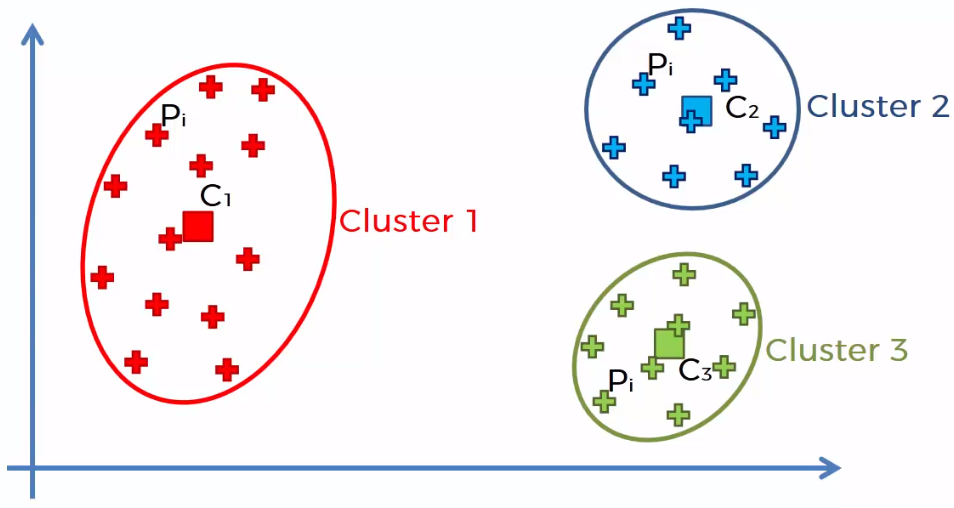 Pᵢ
C₁
Cluster 1
Pᵢ
C₂
Cluster 2
Pᵢ
C₃
Cluster 3